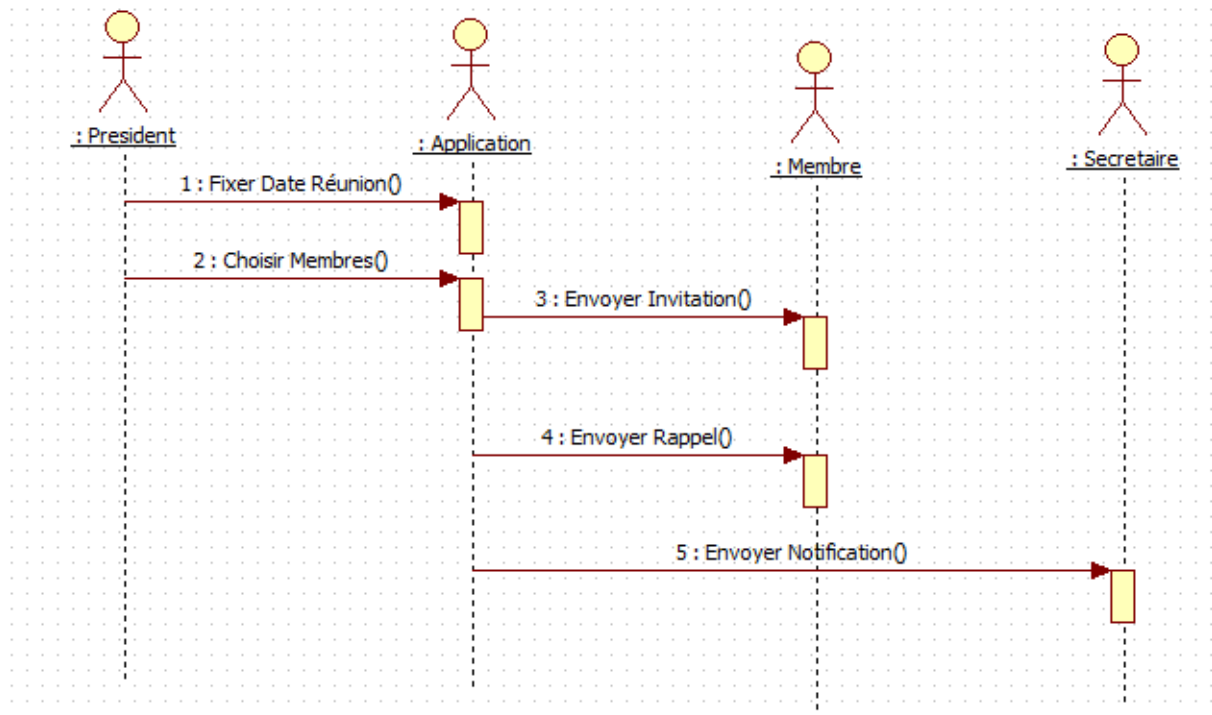 : President
: Application
: Membre
: Secretaire
1 : Fixer Date Réunion()
2 : Choisir Membres()
3 : Envoyer Invitation()
4 : Envoyer Rappel()
5 : Envoyer Notification()